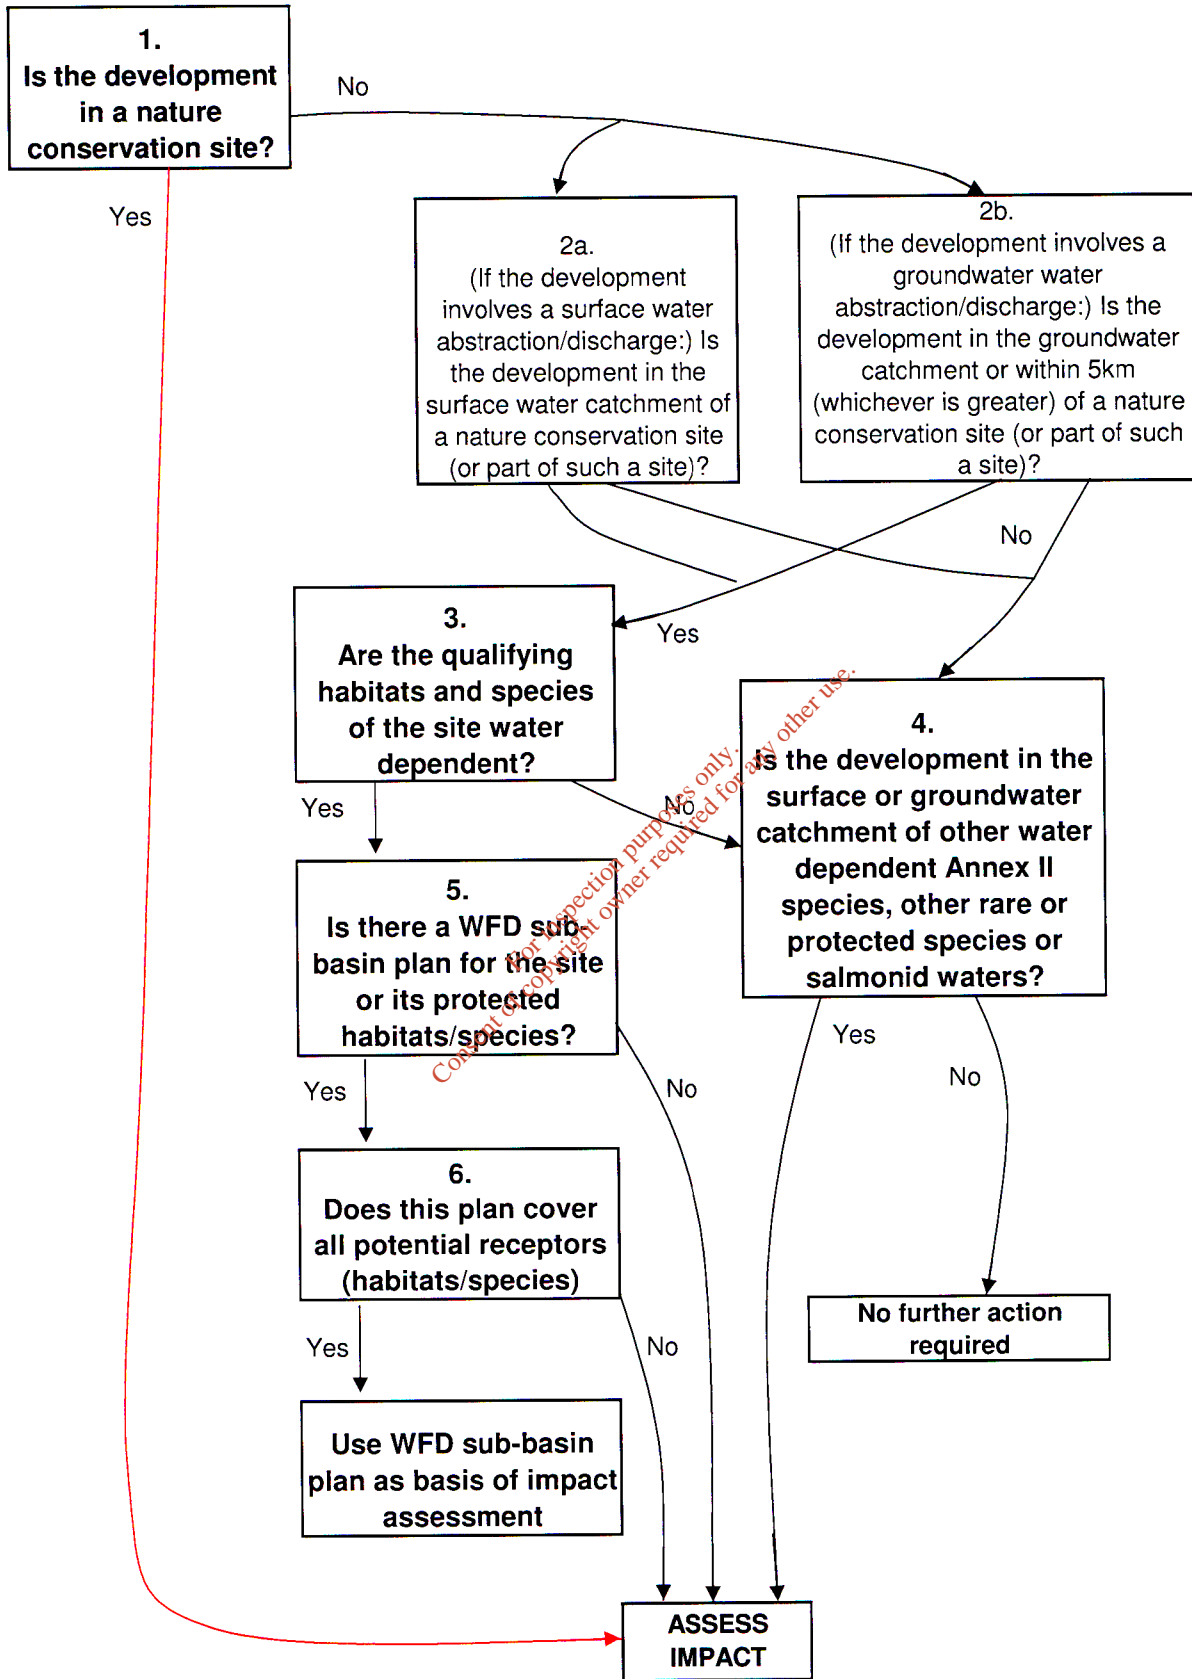 1.
Is the development
in a nature
conservation site?
No
Yes
2a.
(If the development
involves a surface water
abstraction/discharge:) Is
the development in the
surface water catchment of
a nature conservation site
(or part of such a site)?
2b.
(If the development involves a
groundwater water
abstraction/discharge:) Is the
development in the groundwater
catchment or within 5km
(whichever is greater) of a nature
conservation site (or part of such
a site)?
No
Yes
3.
Are the qualifying
habitats and species
of the site water
dependent?
Yes
No
4.
Is the development in the
surface or groundwater
catchment of other water
dependent Annex II
species, other rare or
protected species or
salmonid waters?
Yes
No
5.
Is there a WFD sub-
basin plan for the site
or its protected
habitats/species?
Yes
No
6.
Does this plan cover
all potential receptors
(habitats/species)
Yes
No
No further action
required
Use WFD sub-basin
plan as basis of impact
assessment
ASSESS
IMPACT
For inspection purposes only.
Consent of copyright owner required for any other use.